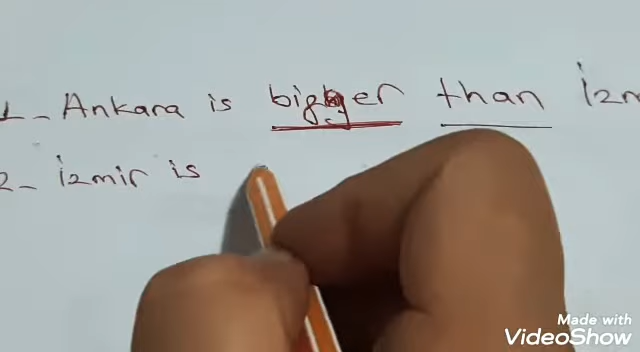 1- Ankara is bigger than İzm
2- İzmir is
Made with
VideoShow